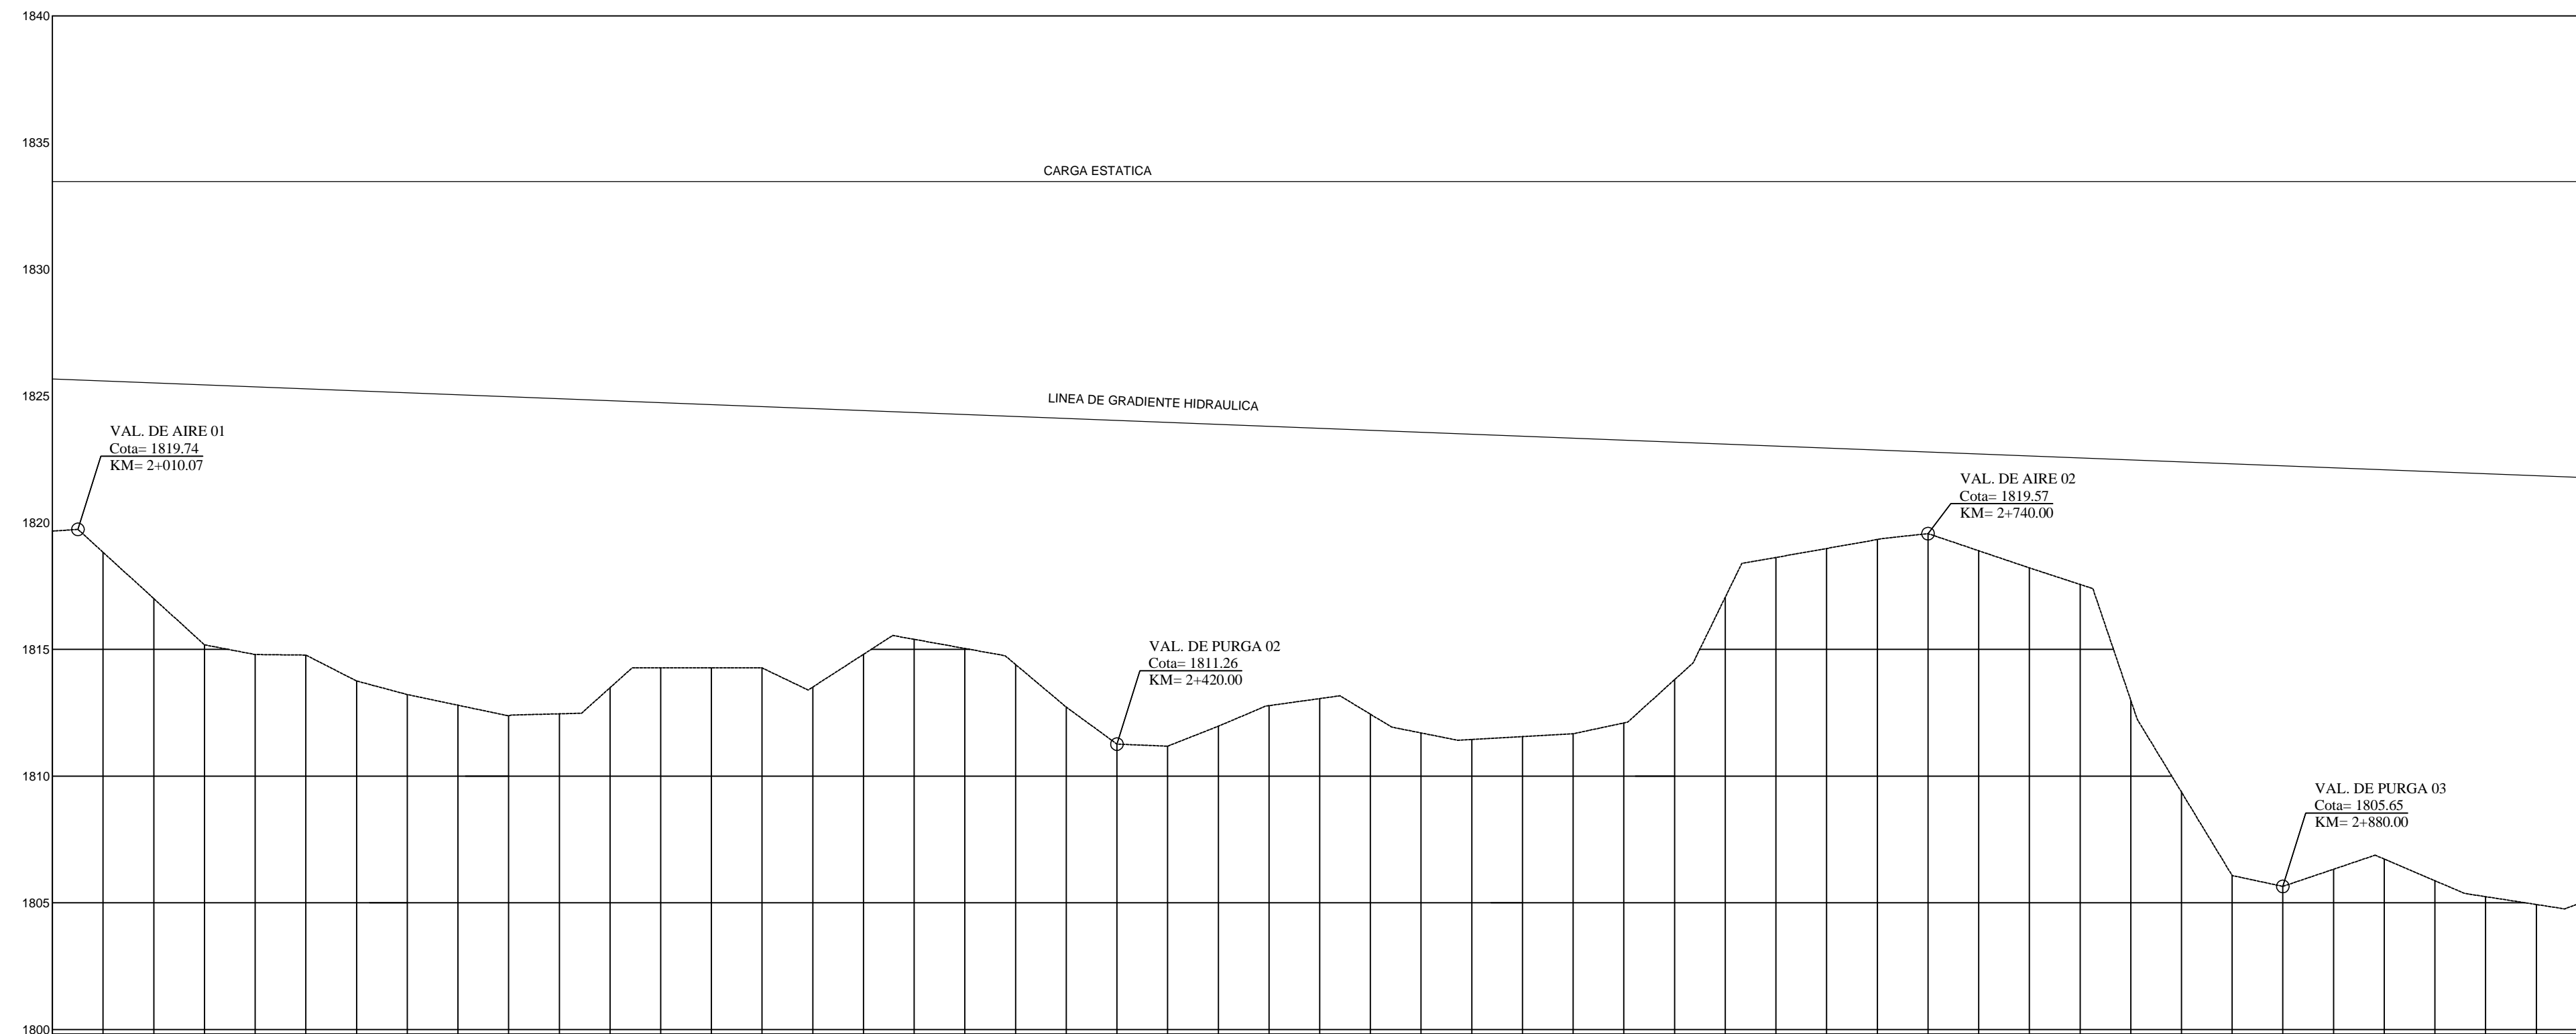 1840
1835
CARGA ESTATICA
1830
1825
LINEA DE GRADIENTE HIDRAULICA
VAL. DE AIRE 01
Cota= 1819.74
KM= 2+010.07
VAL. DE AIRE 02
Cota= 1819.57
KM= 2+740.00
1820
1815
VAL. DE PURGA 02
Cota= 1811.26
KM= 2+420.00
1810
VAL. DE PURGA 03
Cota= 1805.65
KM= 2+880.00
1805
1800